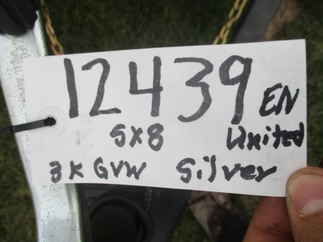 12439 EN
5x8 United
3K GVW Silver